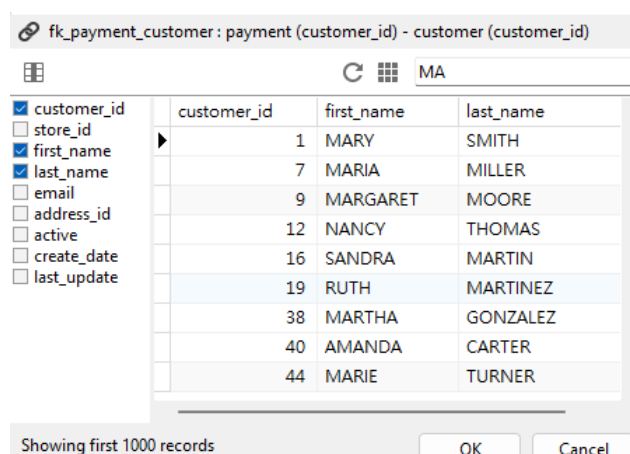 fk_payment_customer : payment (customer_id) - customer (customer_id)
MA
customer_id
store_id
first_name
last_name
email
address_id
active
create_date
last_update
customer_id first_name last_name
1 MARY SMITH
7 MARIA MILLER
9 MARGARET MOORE
12 NANCY THOMAS
16 SANDRA MARTIN
19 RUTH MARTINEZ
38 MARTHA GONZALEZ
40 AMANDA CARTER
44 MARIE TURNER
Showing first 1000 records
OK Cancel